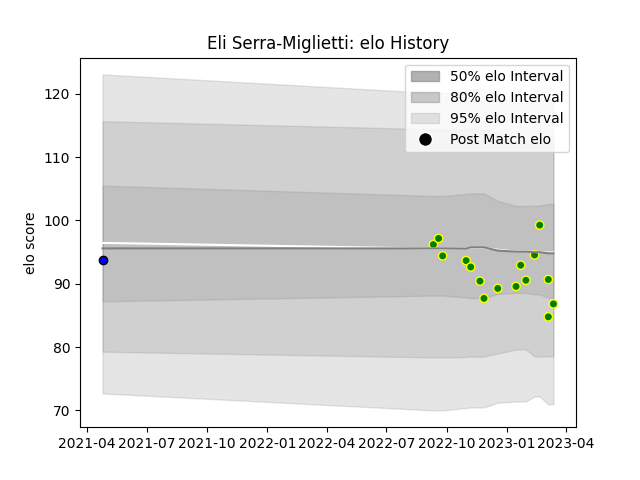 Eli Serra-Miglietti: elo History
50% elo Interval
80% elo Interval
95% elo Interval
Post Match elo
elo score
120
110
100
90
80
70
2021-04 2021-07 2021-10 2022-01 2022-04 2022-07 2022-10 2023-01 2023-04